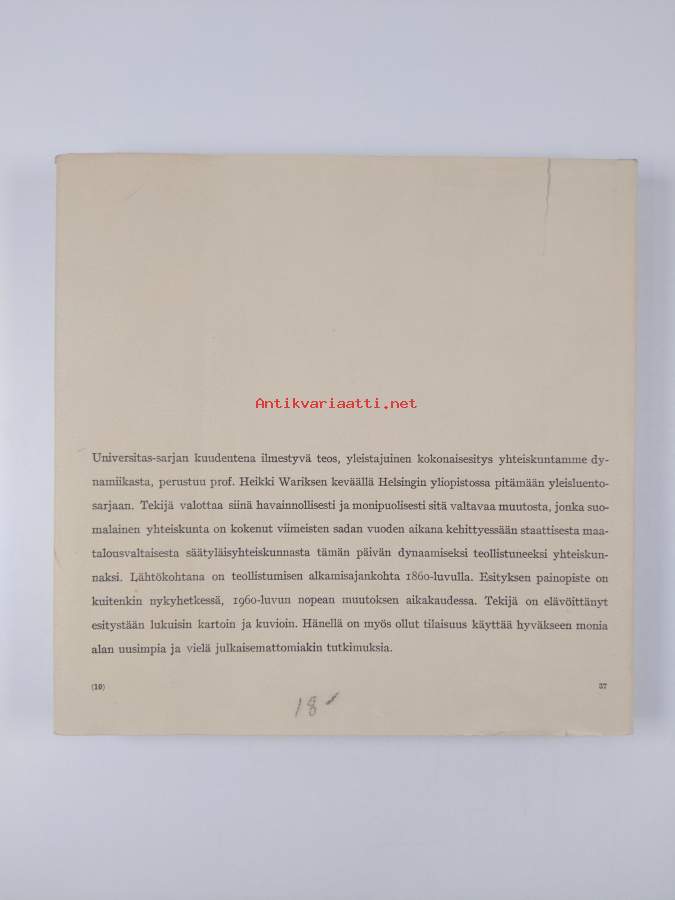 Antikvariaatti.net
Universitas-sarjan kuudentena ilmestyvä teos, yleistajuinen kokonaisesitys yhteiskuntamme dy-
namiikasta, perustuu prof. Heikki Wariksen keväällä Helsingin yliopistossa pitämään yleisluento-
sarjaan. Tekijä valottaa siinä havainnollisesti ja monipuolisesti sitä valtavaa muutosta, jonka suo-
malainen yhteiskunta on kokenut viimeisten sadan vuoden aikana kehittyessään staattisesta maa-
talousvaltaisesta säätyläisyhteiskunnasta tämän päivän dynaamiseksi teollistuneeksi yhteiskun-
naksi. Lähtökohtana on teollistumisen alkamisajankohta 1860-luvulla. Esityksen painopiste on
kuitenkin nykyhetkessä, 1960-luvun nopean muutoksen aikakaudessa. Tekijä on elävöittänyt
esitystään lukuisin kartoin ja kuvioin. Hänellä on myös ollut tilaisuus käyttää hyväkseen monia
alan uusimpia ja vielä julkaisemattomiakin tutkimuksia.
(10) 37
18